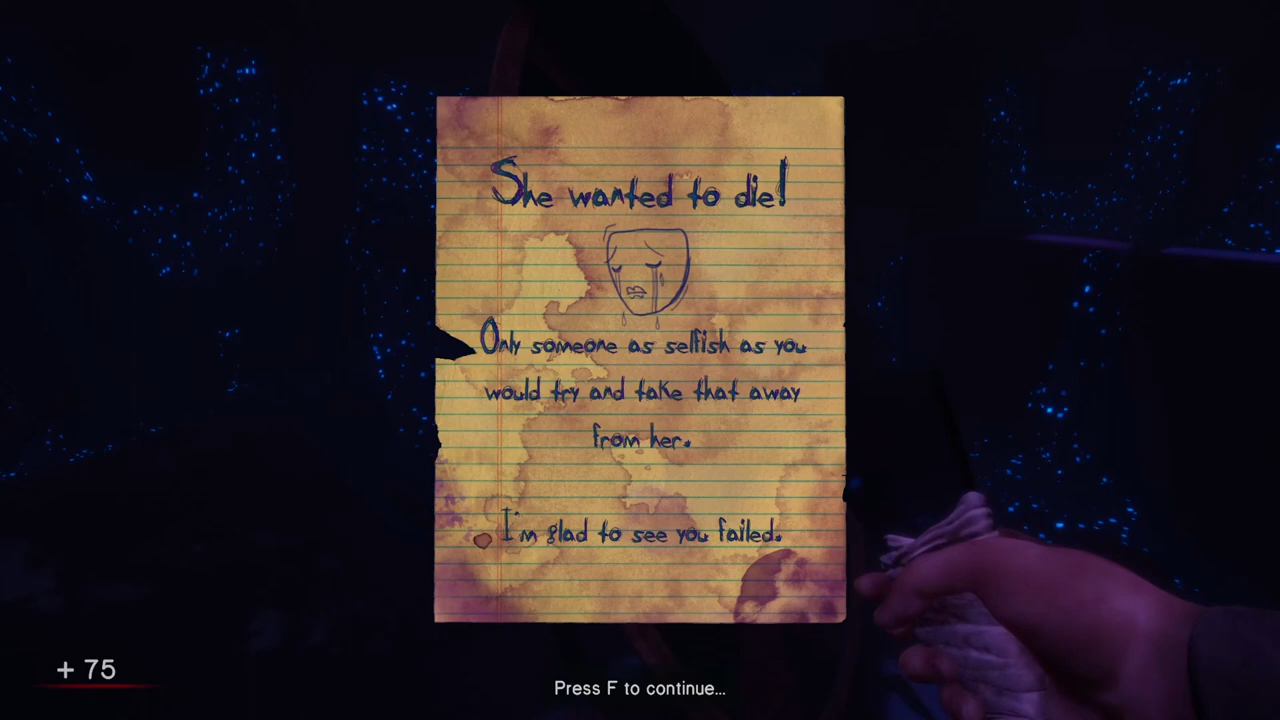 She wanted to die!
Only someone as selfish as you
would try and take that away
from her.
I'm glad to see you failed.
+ 75
Press F to continue...